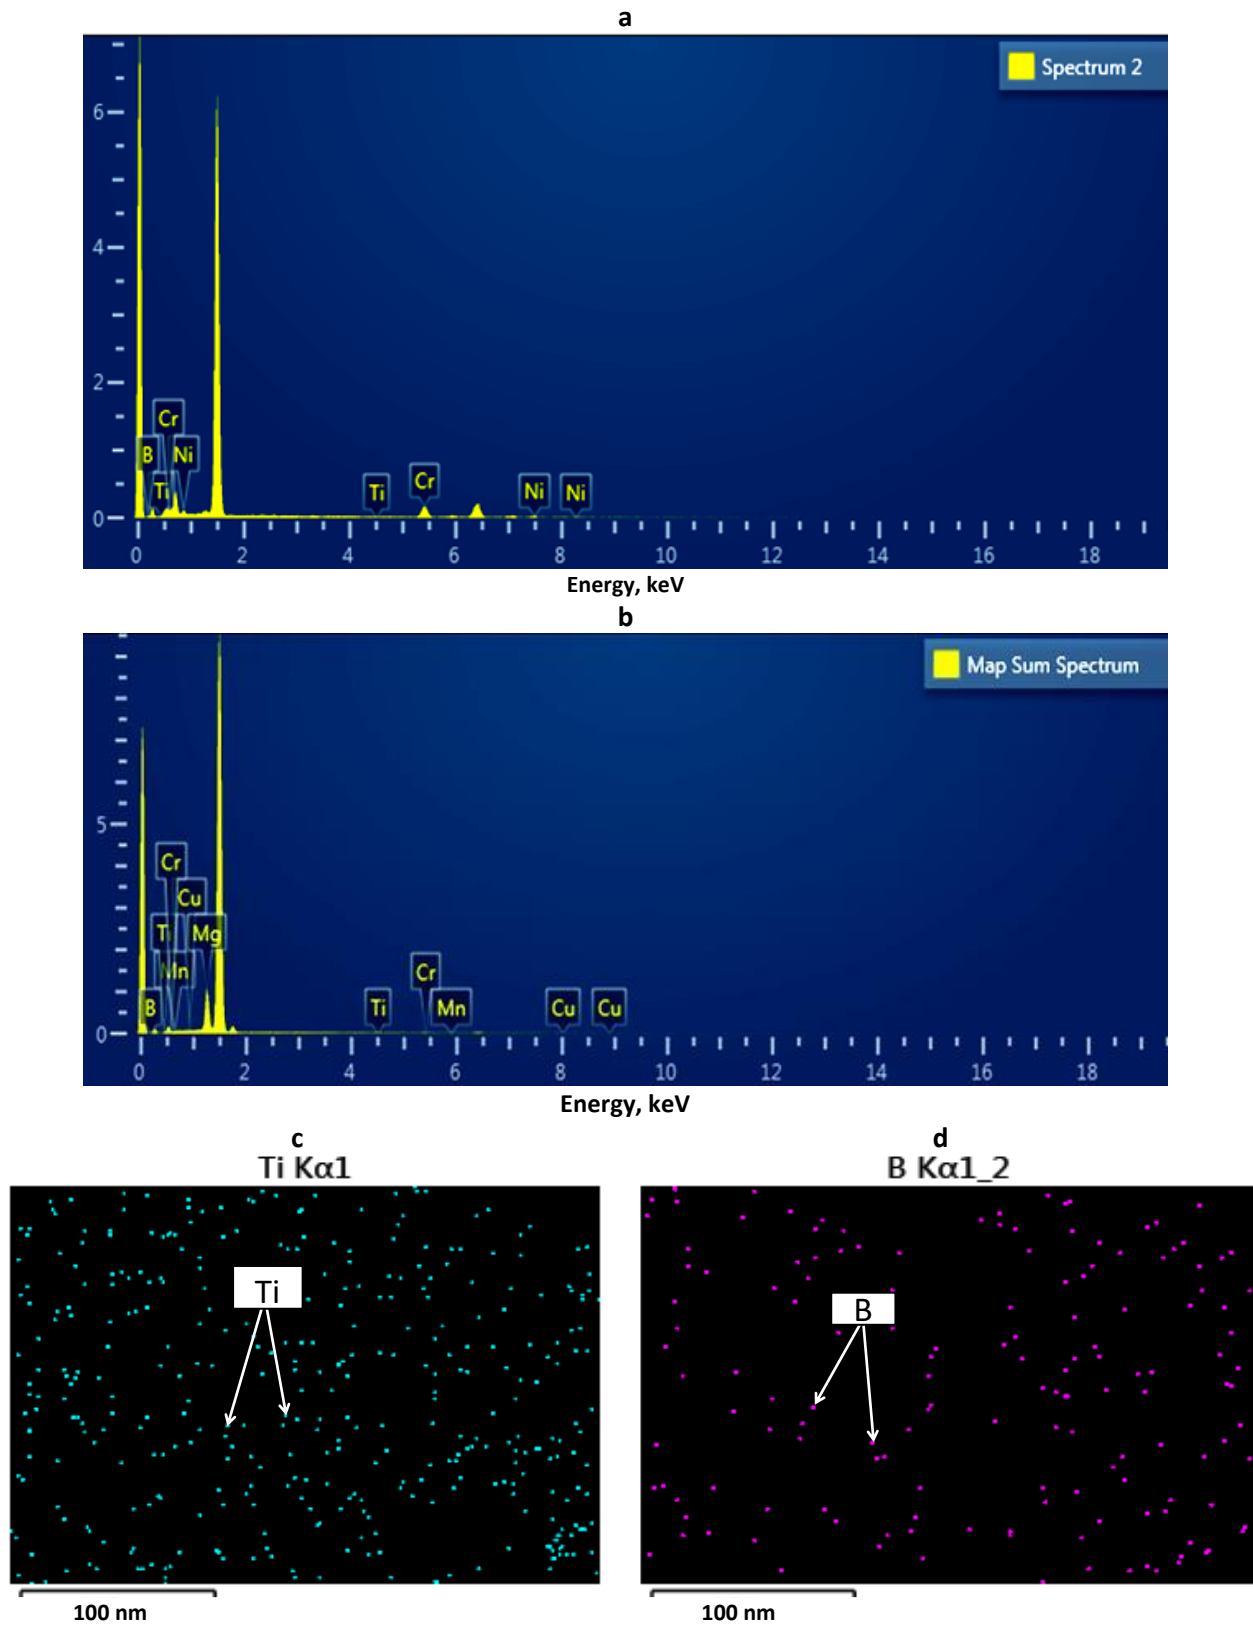 a
Spectrum 2
6
4
2
0
Cr
B
Ni
Ti
Ti
Cr
Ni
Ni
0 2 4 6 8 10 12 14 16 18
Energy, keV
b
Map Sum Spectrum
5
0
Cr
Cu
Mg
Mn
B
Ti
Cr
Mn
Cu
Cu
0 2 4 6 8 10 12 14 16 18
Energy, keV
c
Ti Kα1
Ti
100 nm
d
B Kα1_2
B
100 nm